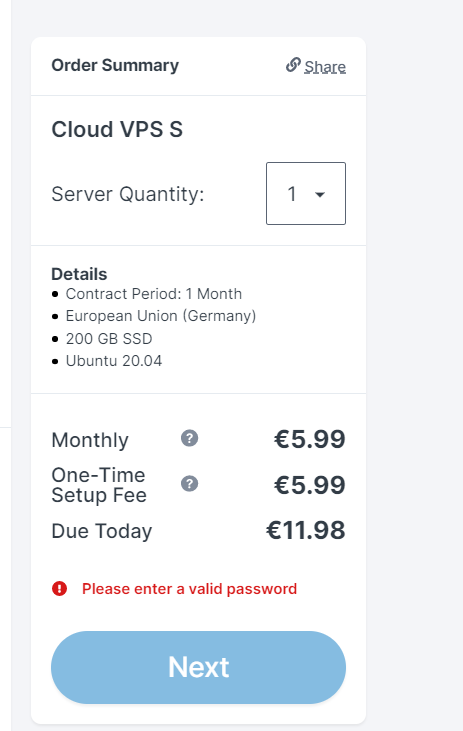 Order Summary
Share
Cloud VPS S
Server Quantity:
1
Details
Contract Period: 1 Month
European Union (Germany)
200 GB SSD
Ubuntu 20.04
Monthly ? €5.99
One-Time
Setup Fee ? €5.99
Due Today €11.98
! Please enter a valid password
Next